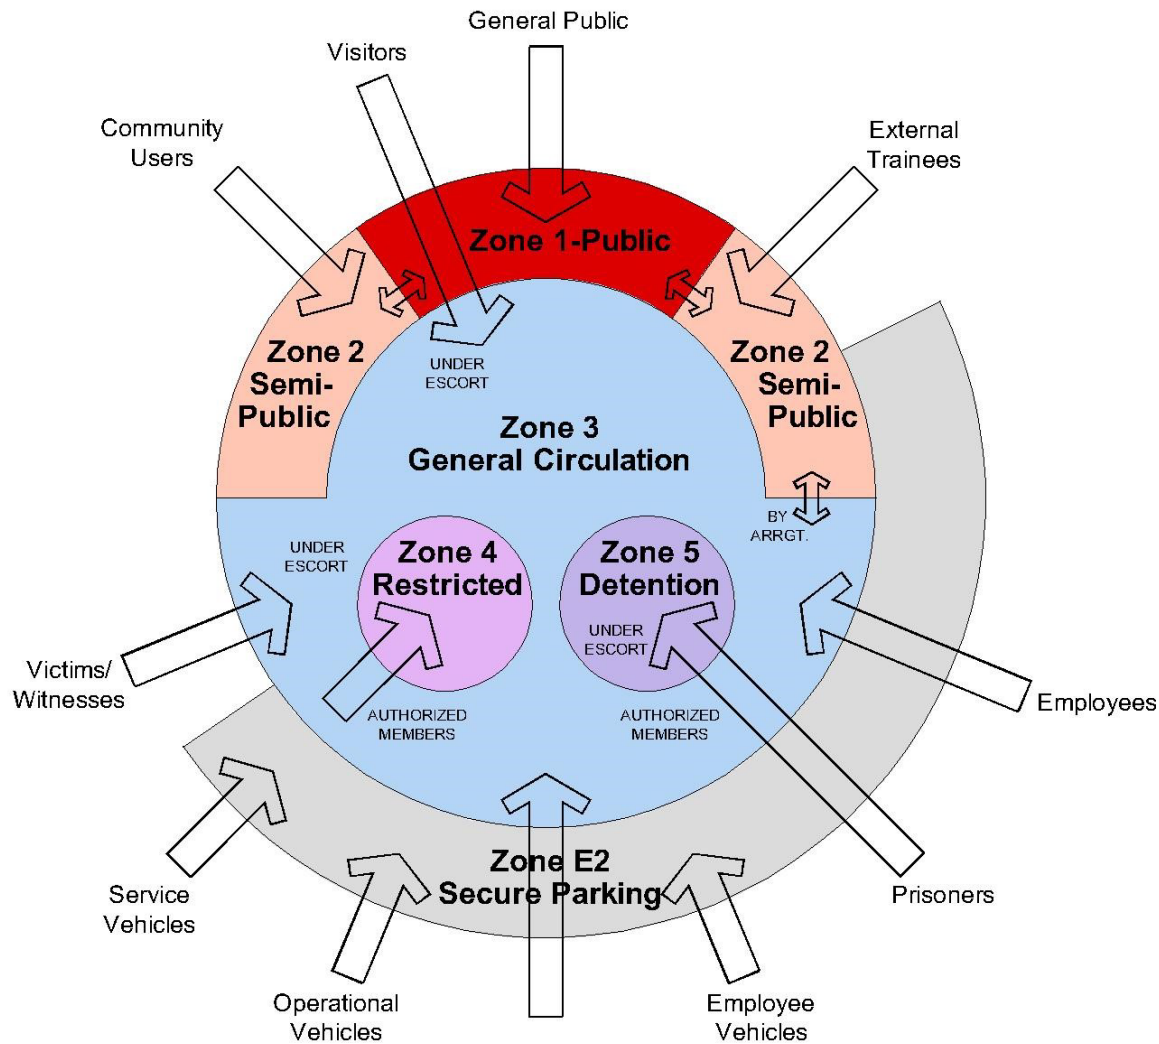 General Public
Visitors
Community
Users
External
Trainees
Zone 1-Public
Zone 2
Semi-
Public
UNDER
ESCORT
Zone 2
Semi-
Public
Zone 3
General Circulation
BY
ARRGT.
UNDER
ESCORT
Zone 4
Restricted
Zone 5
Detention
UNDER
ESCORT
Victims/
Witnesses
AUTHORIZED
MEMBERS
AUTHORIZED
MEMBERS
Employees
Zone E2
Secure Parking
Service
Vehicles
Prisoners
Operational
Vehicles
Employee
Vehicles